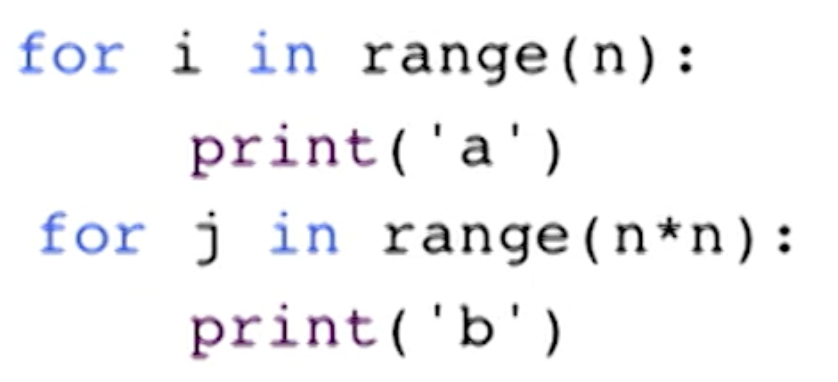 for i in range(n):
    print('a')
for j in range(n*n):
    print('b')